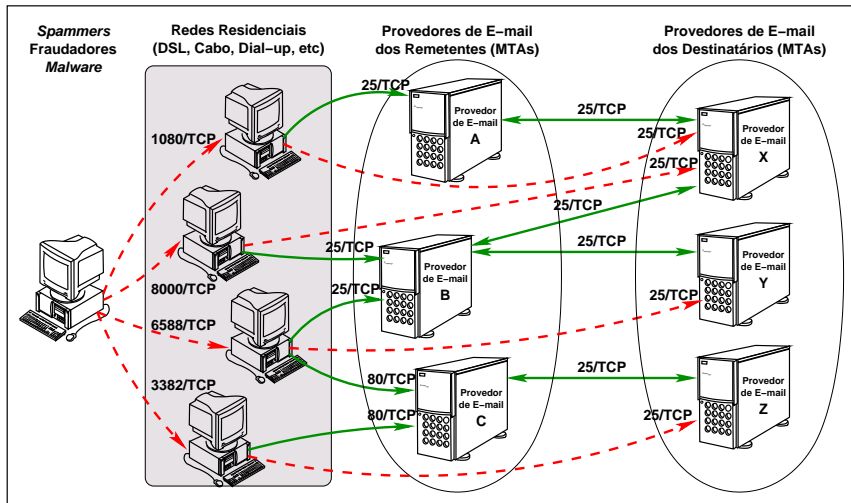 Spammers
Fraudadores
Malware
Redes Residenciais
(DSL, Cabo, Dial−up, etc)
Provedores de E−mail
dos Remetentes (MTAs)
Provedores de E−mail
dos Destinatários (MTAs)
25/TCP
25/TCP
1080/TCP
Provedor
de E−mail
A
25/TCP
Provedor
de E−mail
X
25/TCP
25/TCP
25/TCP
25/TCP
Provedor
de E−mail
B
Provedor
de E−mail
Y
8000/TCP
25/TCP
25/TCP
6588/TCP
3382/TCP
80/TCP
25/TCP
Provedor
de E−mail
C
Provedor
de E−mail
Z
80/TCP
25/TCP